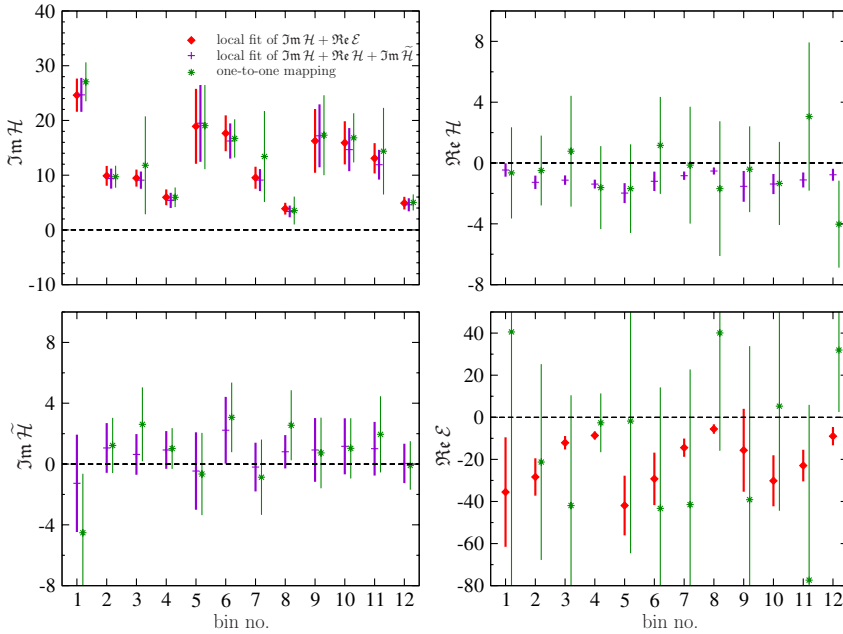 40
30
20
10
0
-10
ℑm ℋ
local fit of ℑm ℋ + ℜe ℰ
local fit of ℑm ℋ + ℜe ℋ + ℑm ℋ̃
one-to-one mapping
8
4
0
-4
-8
ℜe ℋ
8
4
0
-4
-8
ℑm ℋ̃
1 2 3 4 5 6 7 8 9 10 11 12
bin no.
40
20
0
-20
-40
-60
-80
ℜe ℰ
1 2 3 4 5 6 7 8 9 10 11 12
bin no.